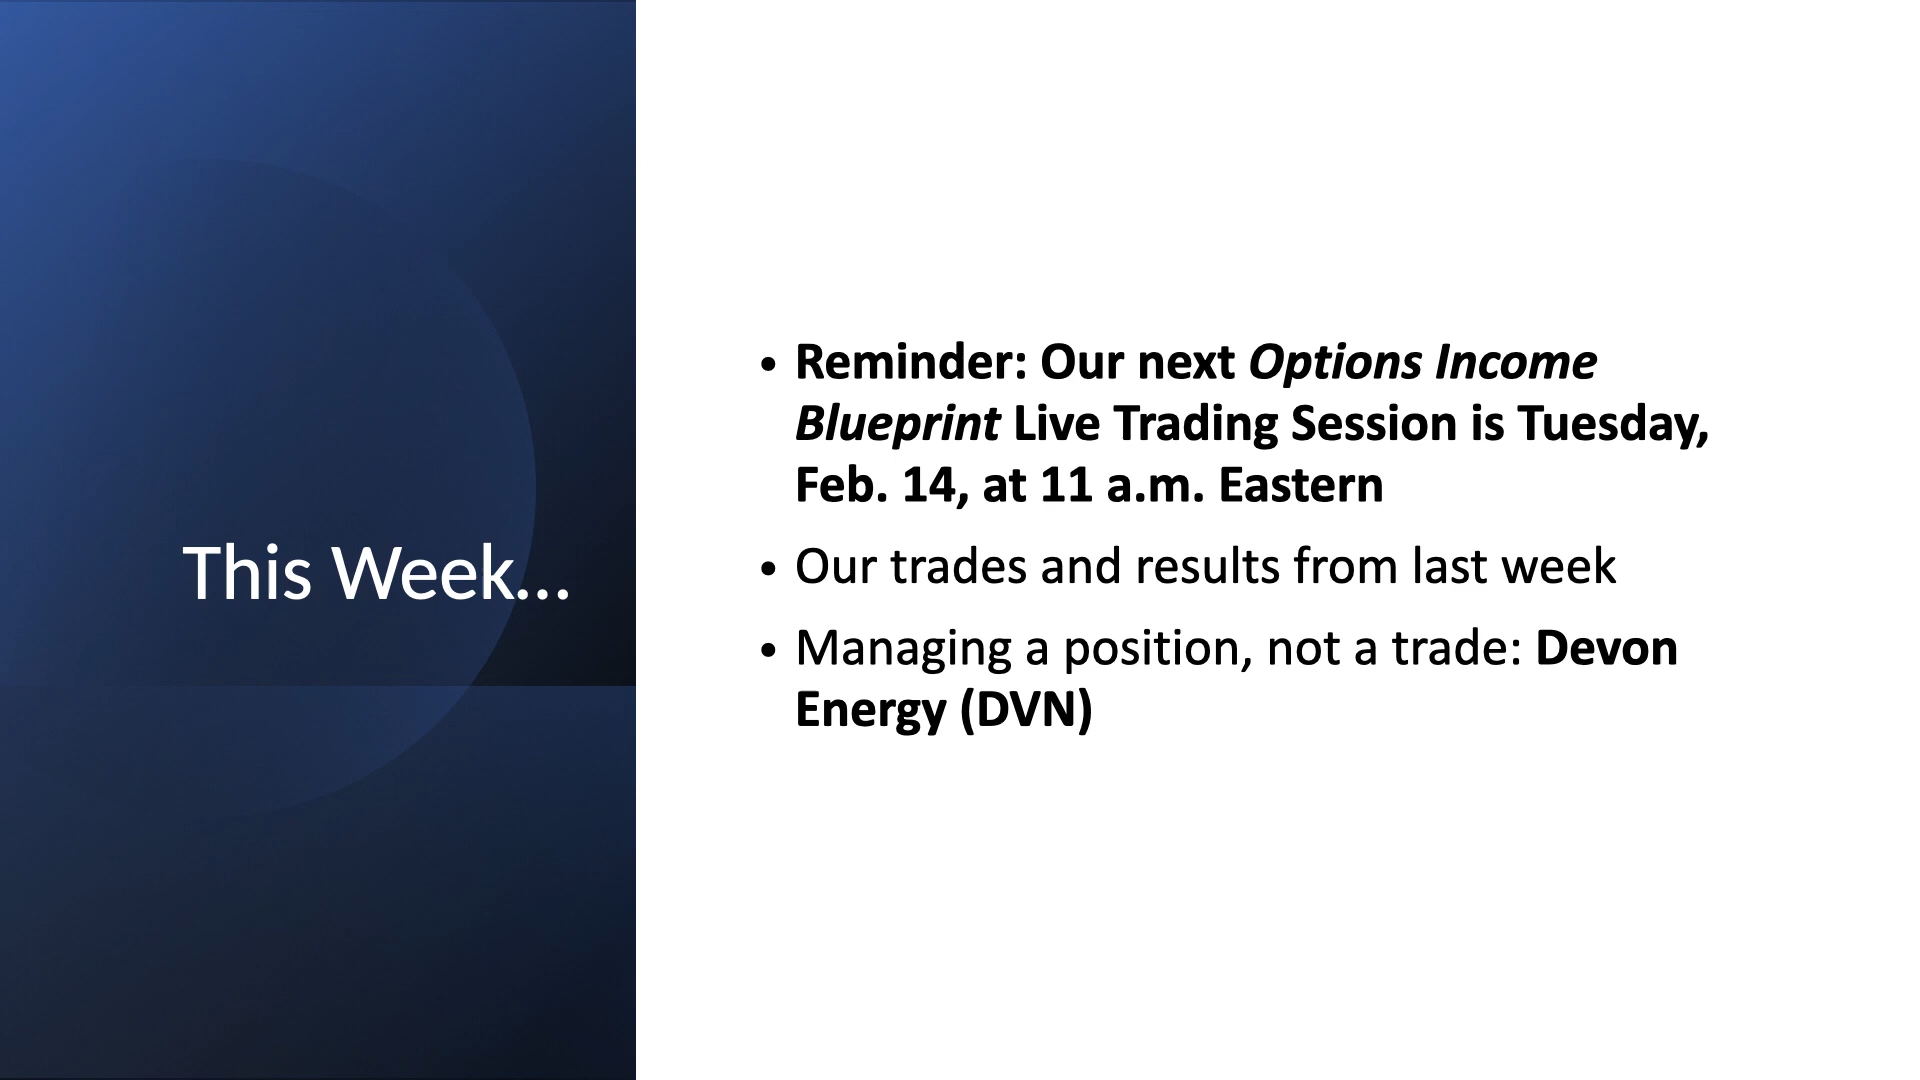 This Week...
• Reminder: Our next Options Income
Blueprint Live Trading Session is Tuesday,
Feb. 14, at 11 a.m. Eastern
• Our trades and results from last week
• Managing a position, not a trade: Devon
Energy (DVN)